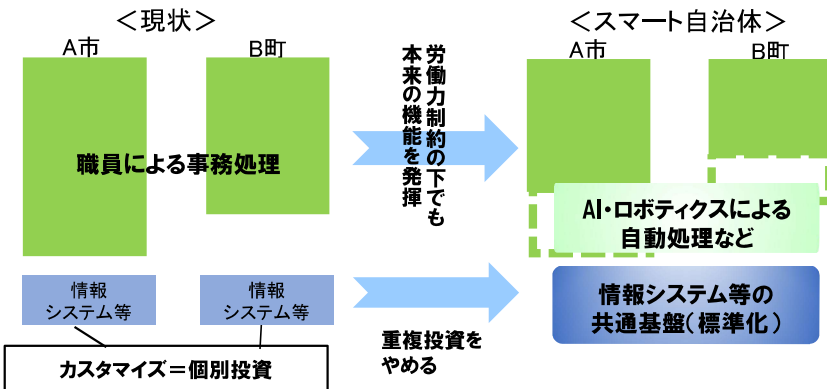 ＜現状＞
A市
B町
職員による事務処理
情報
システム等
情報
システム等
カスタマイズ＝個別投資
労働力制約の下でも
本来の機能を発揮
重複投資を
やめる
＜スマート自治体＞
A市
B町
AI・ロボティクスによる
自動処理など
情報システム等の
共通基盤（標準化）